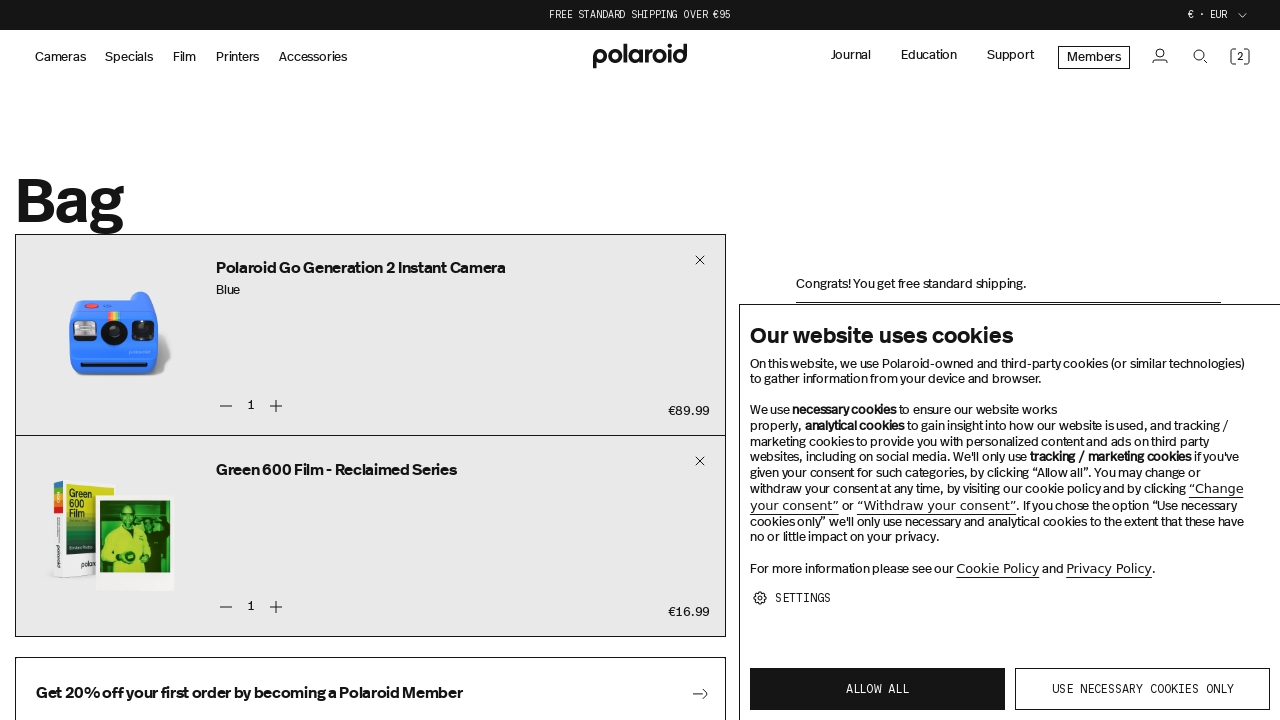 FREE STANDARD SHIPPING OVER €95
€ · EUR
Cameras Specials Film Printers Accessories
polaroid
Journal Education Support Members 2
Bag
Polaroid Go Generation 2 Instant Camera
Blue
1
€89.99
Green 600 Film - Reclaimed Series
Green
600
Film
1
€16.99
Get 20% off your first order by becoming a Polaroid Member
Congrats! You get free standard shipping.
Our website uses cookies
On this website, we use Polaroid-owned and third-party cookies (or similar technologies)
to gather information from your device and browser.
We use necessary cookies to ensure our website works
properly, analytical cookies to gain insight into how our website is used, and tracking /
marketing cookies to provide you with personalized content and ads on third party
websites, including on social media. We'll only use tracking / marketing cookies if you've
given your consent for such categories, by clicking “Allow all”. You may change or
withdraw your consent at any time, by visiting our cookie policy and by clicking “Change
your consent” or “Withdraw your consent”. If you chose the option “Use necessary
cookies only” we'll only use necessary and analytical cookies to the extent that these have
no or little impact on your privacy.
For more information please see our Cookie Policy and Privacy Policy.
SETTINGS
ALLOW ALL
USE NECESSARY COOKIES ONLY